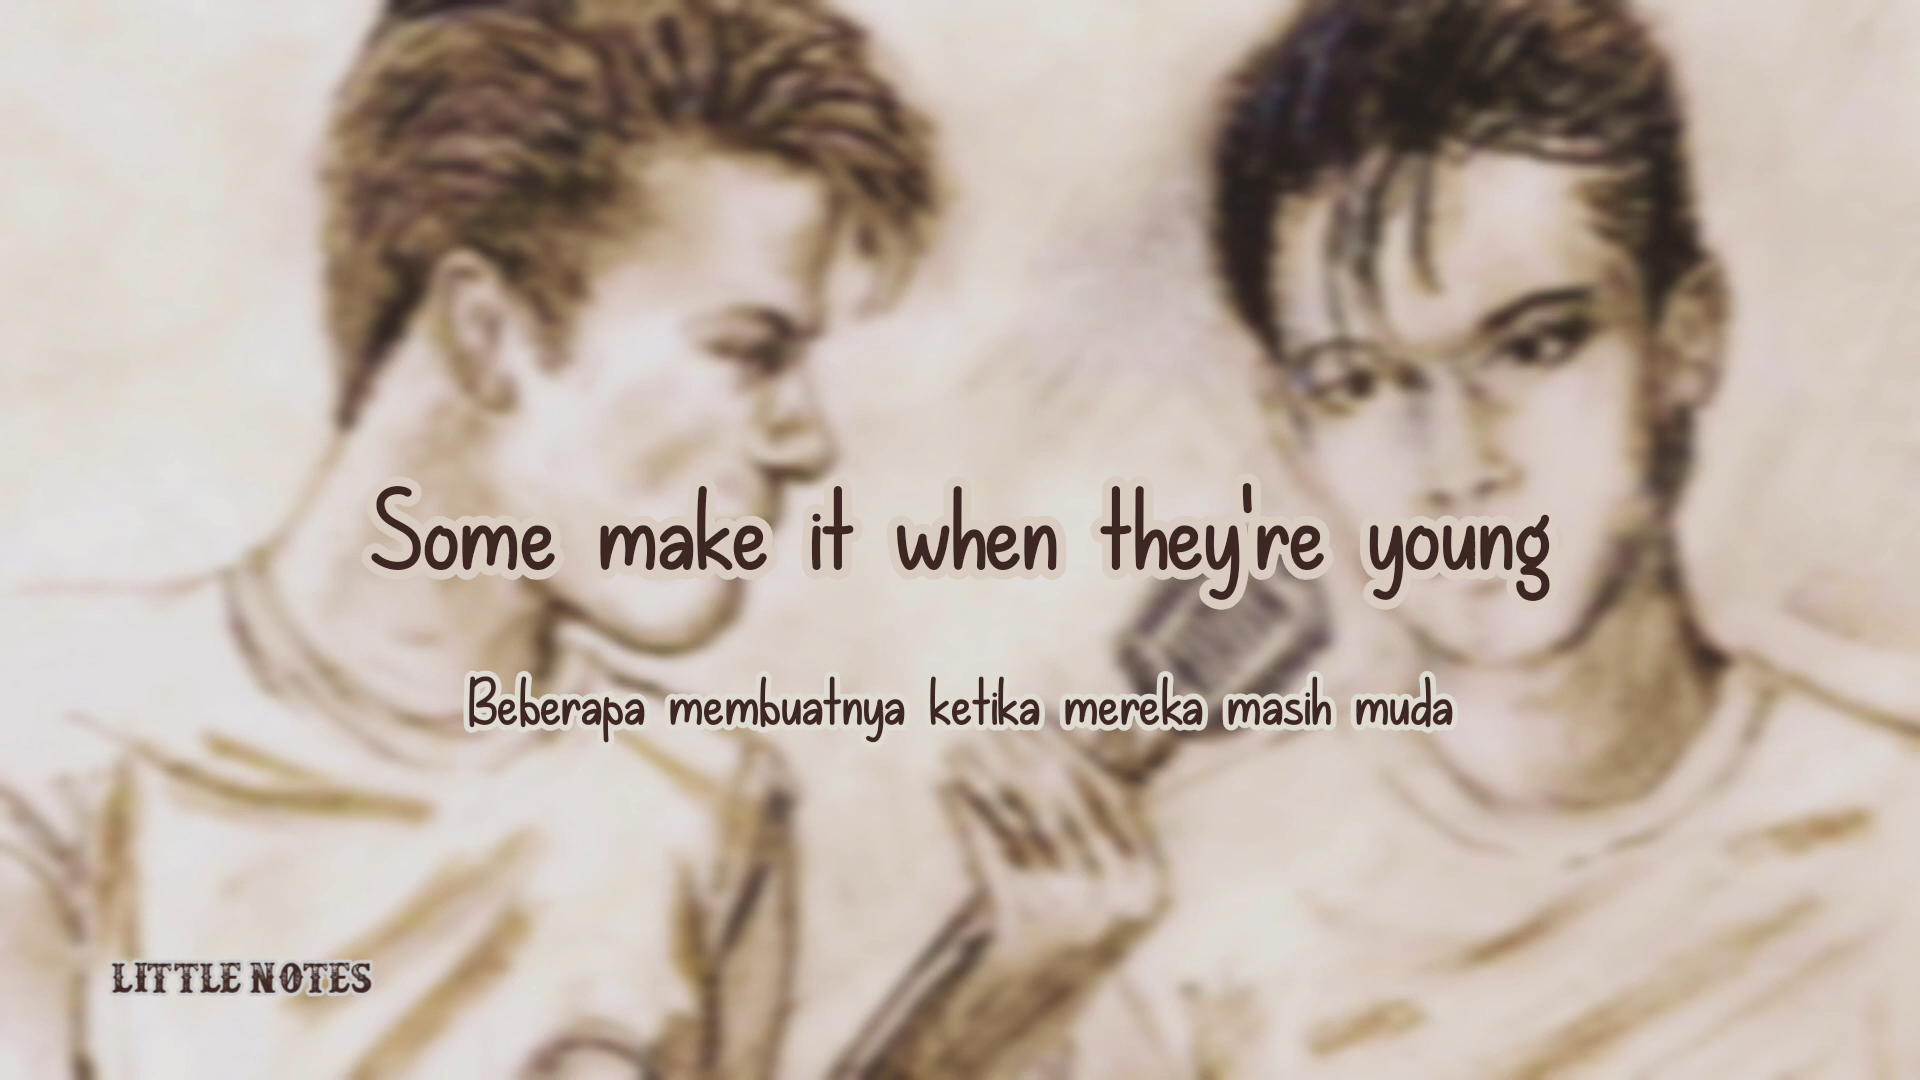 Some make it when they're young
Beberapa membuatnya ketika mereka masih muda
LITTLE NOTES